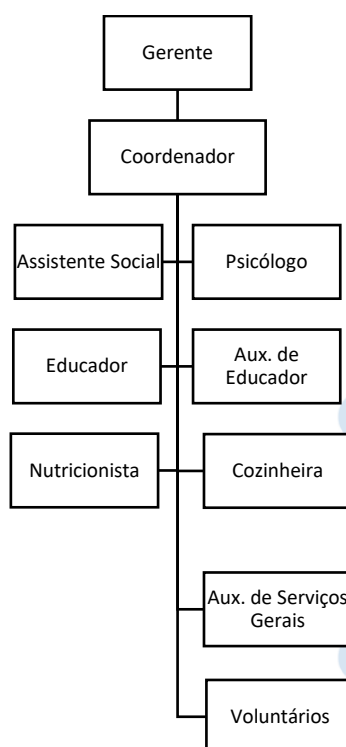 Gerente
Coordenador
Assistente Social
Psicólogo
Educador
Aux. de
Educador
Nutricionista
Cozinheira
Aux. de Serviços
Gerais
Voluntários